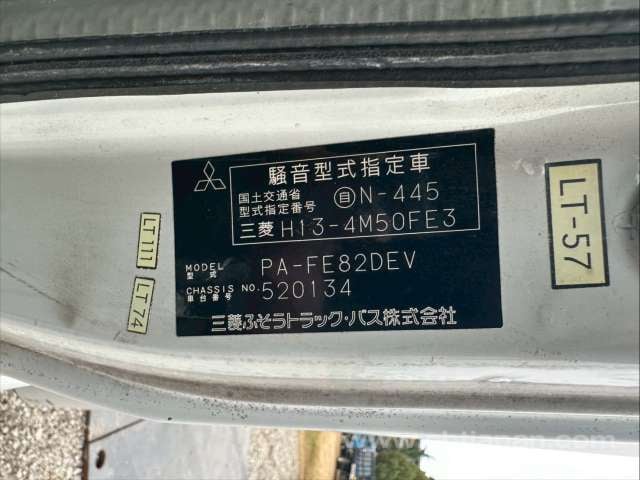 騒音型式指定車
国土交通省
型式指定番号
自N-445
三菱 H13-4M50FE3
MODEL
型式
PA-FE82DEV
CHASSIS NO.
車台番号
520134
三菱ふそうトラック・バス株式会社
LT111
LT74
LT-57